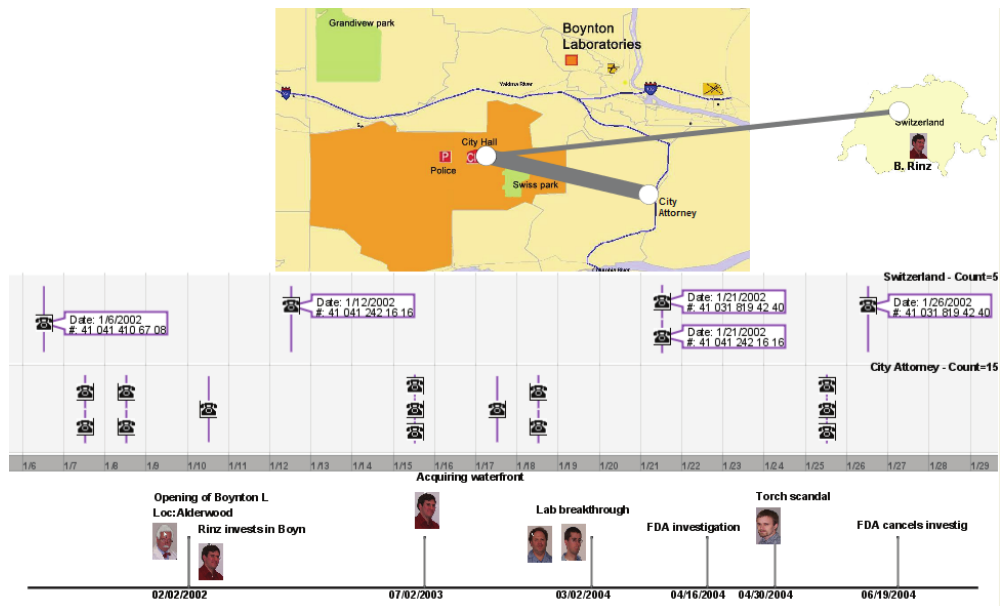 Grandivew park
Boynton
Laboratories
Yakima River
City Hall
P
C
Police
Swiss park
City
Attorney
Switzerland
B. Rinz
Switzerland - Count=5
Date: 1/6/2002
#: 41 041 410 67 08
Date: 1/12/2002
#: 41 041 242 16 16
Date: 1/21/2002
#: 41 031 819 42 40
Date: 1/21/2002
#: 41 041 242 16 16
Date: 1/26/2002
#: 41 031 819 42 40
City Attorney - Count=15
1/6 1/7 1/8 1/9 1/10 1/11 1/12 1/13 1/14 1/15 1/16 1/17 1/18 1/19 1/20 1/21 1/22 1/23 1/24 1/25 1/26 1/27 1/28 1/29
Acquiring waterfront
Opening of Boynton L
Loc:Alderwood
Rinz invests in Boyn
Lab breakthrough
FDA investigation
Torch scandal
FDA cancels investig
02/02/2002 07/02/2003 03/02/2004 04/16/2004 04/30/2004 06/19/2004